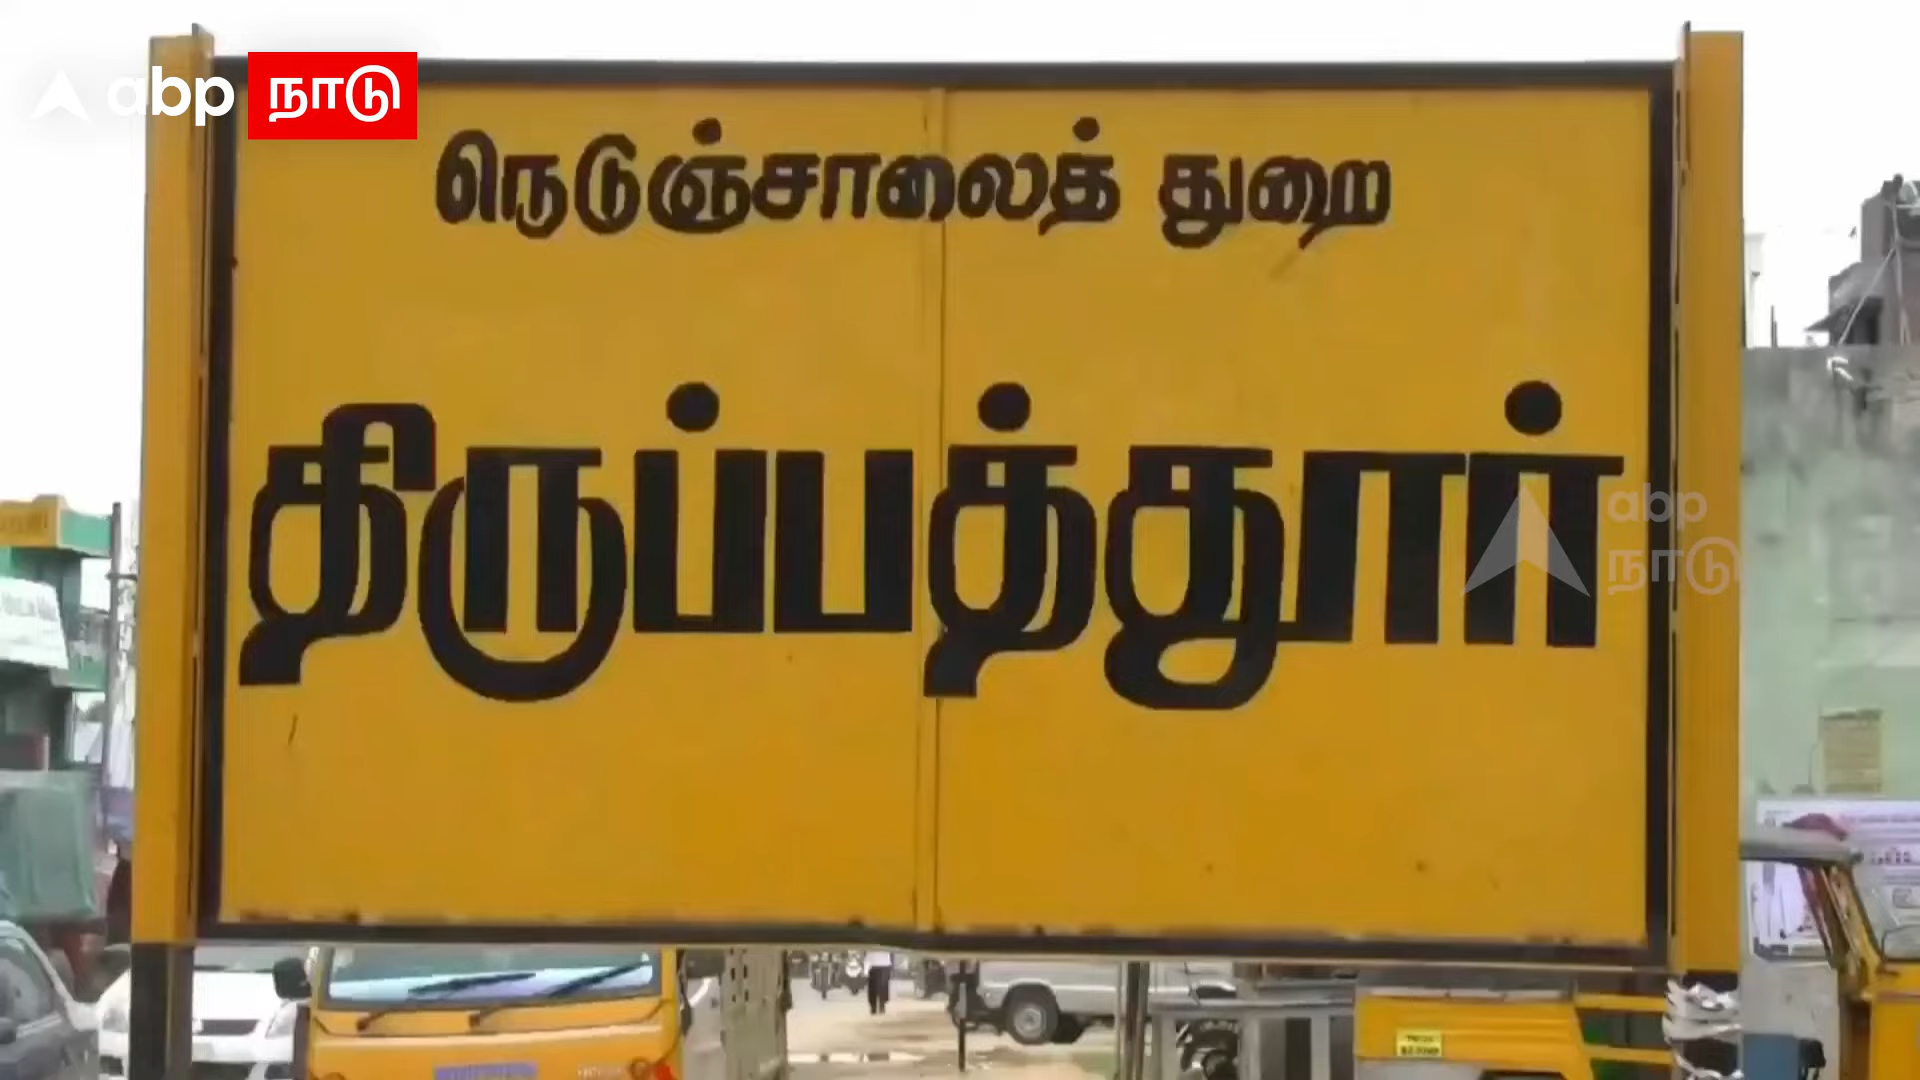 abp நாடு
நெடுஞ்சாலைத் துறை
திருப்பத்தூர்
abp
நாடு